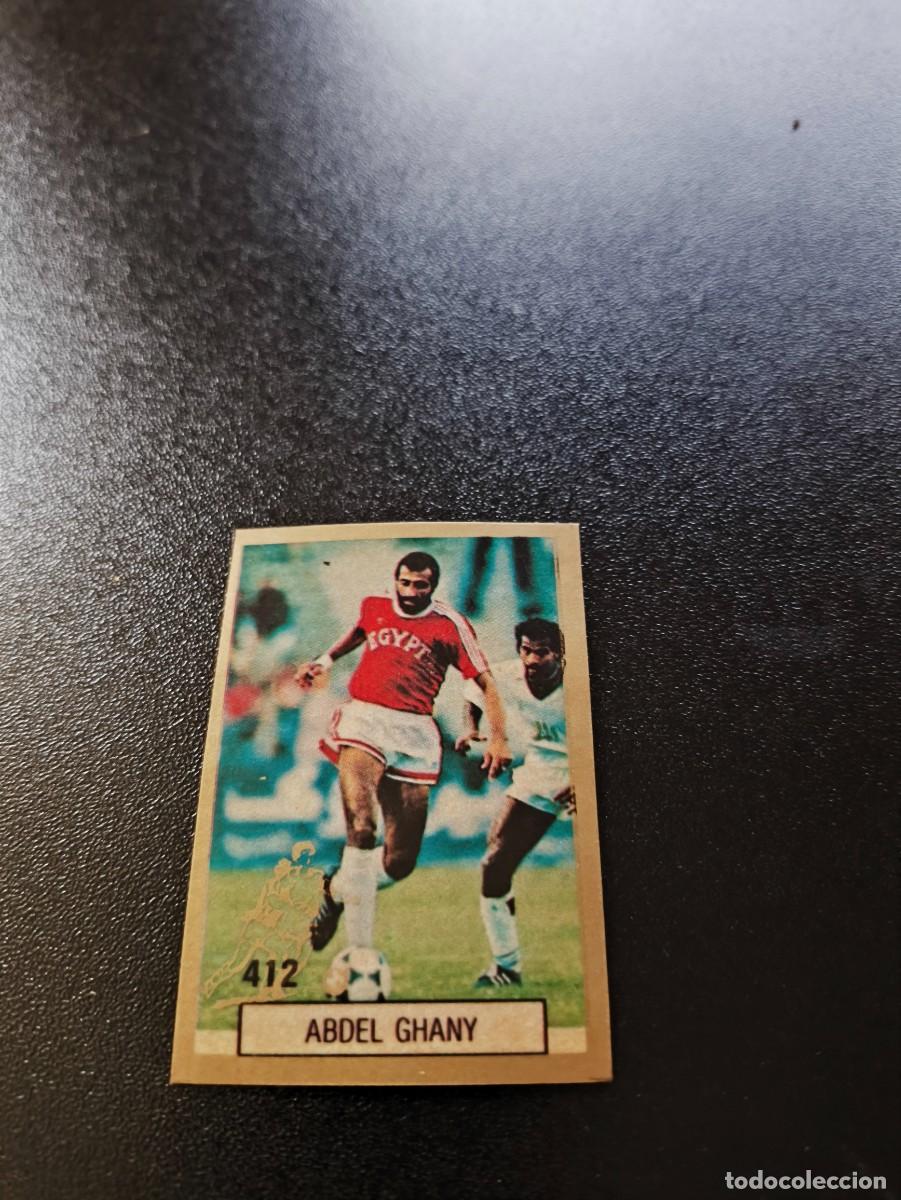 EGYPT
412
ABDEL GHANY
todocoleccion